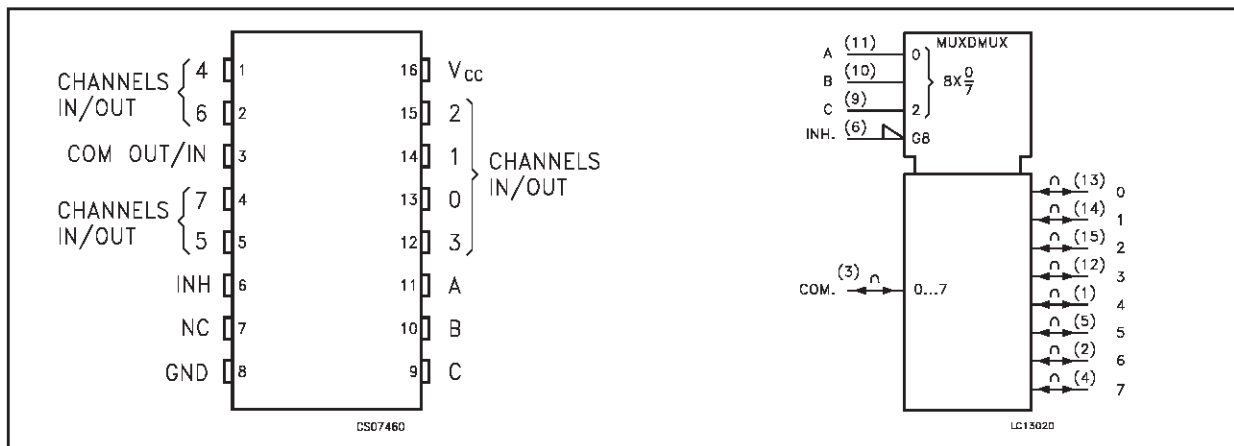 CHANNELS
IN/OUT
4
6
COM OUT/IN
CHANNELS
IN/OUT
7
5
INH
NC
GND
1
2
3
4
5
6
7
8
16
15
14
13
12
11
10
9
VCC
2
1
0
3
CHANNELS
IN/OUT
A
B
C
CS07460
MUXDMUX
A (11) 0
B (10)
C (9) 2
8X 0/7
INH. (6) G8
COM. (3) ∩ 0...7
∩ (13) 0
∩ (14) 1
∩ (15) 2
∩ (12) 3
∩ (1) 4
∩ (5) 5
∩ (2) 6
∩ (4) 7
LC13020